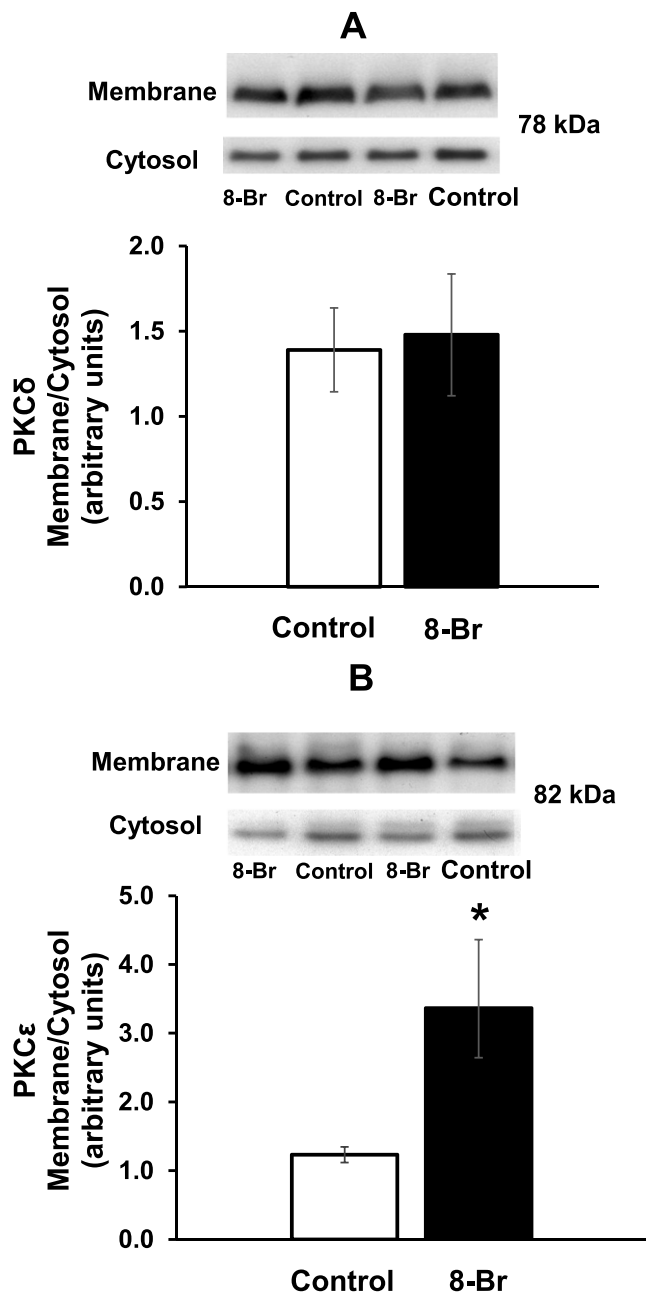 A
Membrane
78 kDa
Cytosol
8-Br Control 8-Br Control
2.0
1.5
1.0
0.5
0.0
PKCδ
Membrane/Cytosol
(arbitrary units)
Control 8-Br
B
Membrane
82 kDa
Cytosol
8-Br Control 8-Br Control
5.0
4.0
3.0
2.0
1.0
0.0
*
PKCε
Membrane/Cytosol
(arbitrary units)
Control 8-Br